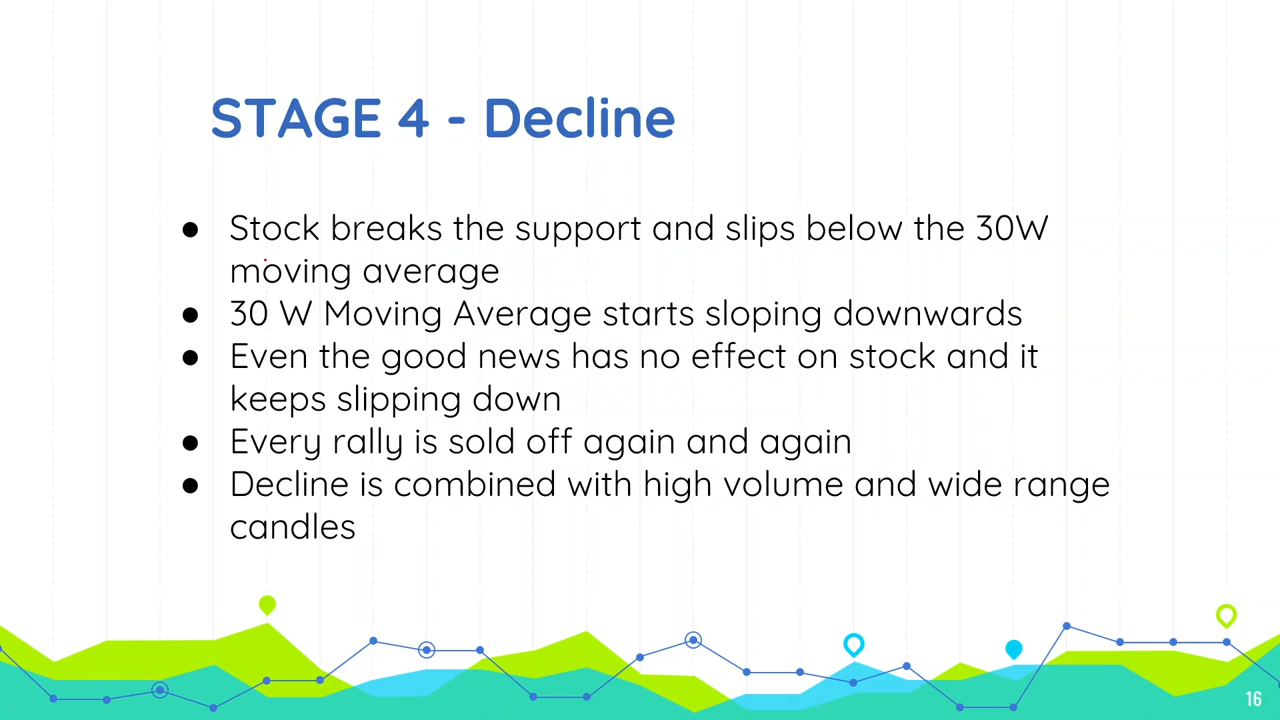 STAGE 4 - Decline
● Stock breaks the support and slips below the 30W
moving average
● 30 W Moving Average starts sloping downwards
● Even the good news has no effect on stock and it
keeps slipping down
● Every rally is sold off again and again
● Decline is combined with high volume and wide range
candles
16